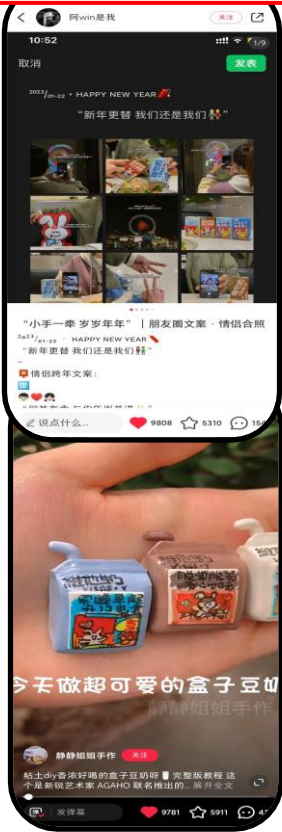 阿win是我
关注
10:52
1/9
取消
发表
2023/01-22 · HAPPY NEW YEAR🧨
“新年更替 我们还是我们👫”
“小手一牵 岁岁年年”｜朋友圈文案 · 情侣合照
2023/01-22 · HAPPY NEW YEAR
“新年更替 我们还是我们👫”
–
情侣跨年文案:
1️⃣
👦🏻❤️👧🏻
说点什么...
9808
5310
154
维他奶
VITASOY
今天做超可爱的盒子豆奶
静静姐姐手作
静静姐姐手作
关注
粘土diy香浓好喝的盒子豆奶呀🥛完整版教程 这
个是新锐艺术家 AGAHO 联名推出的... 展开全文
发弹幕
9781
5911